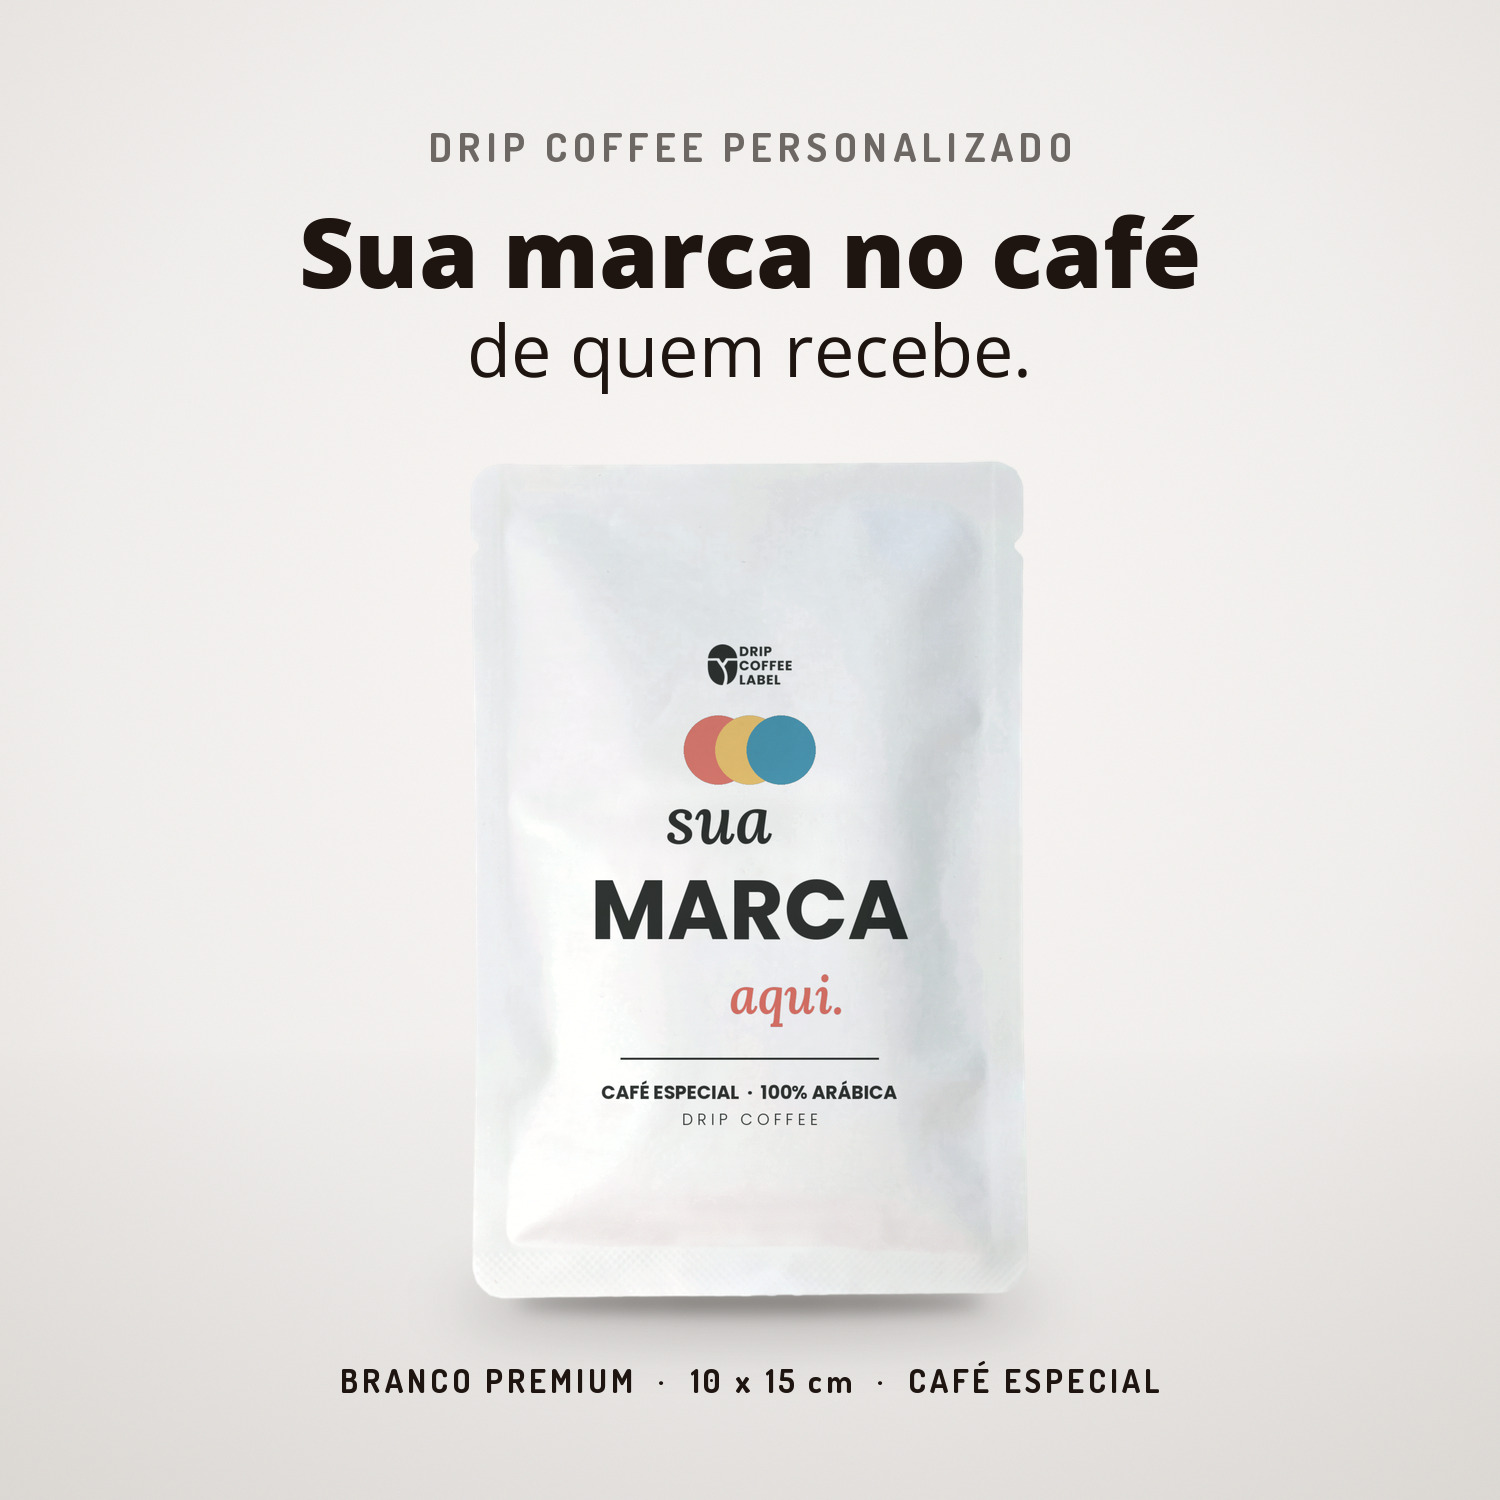 DRIP COFFEE PERSONALIZADO
Sua marca no café
de quem recebe.
DRIP
COFFEE
LABEL
sua
MARCA
aqui.
CAFÉ ESPECIAL · 100% ARÁBICA
DRIP COFFEE
BRANCO PREMIUM · 10 x 15 cm · CAFÉ ESPECIAL